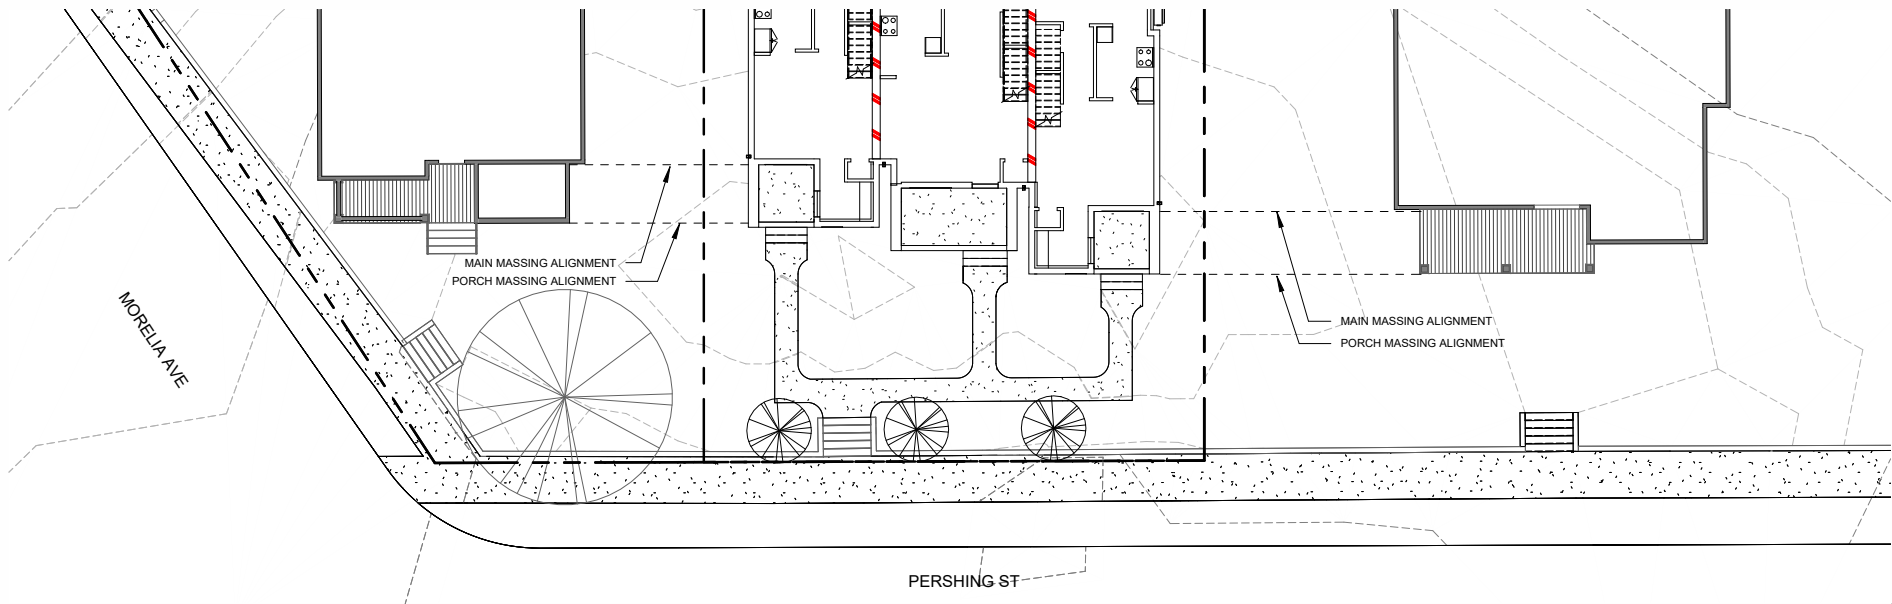 MAIN MASSING ALIGNMENT
PORCH MASSING ALIGNMENT
MORELIA AVE
MAIN MASSING ALIGNMENT
PORCH MASSING ALIGNMENT
PERSHING ST